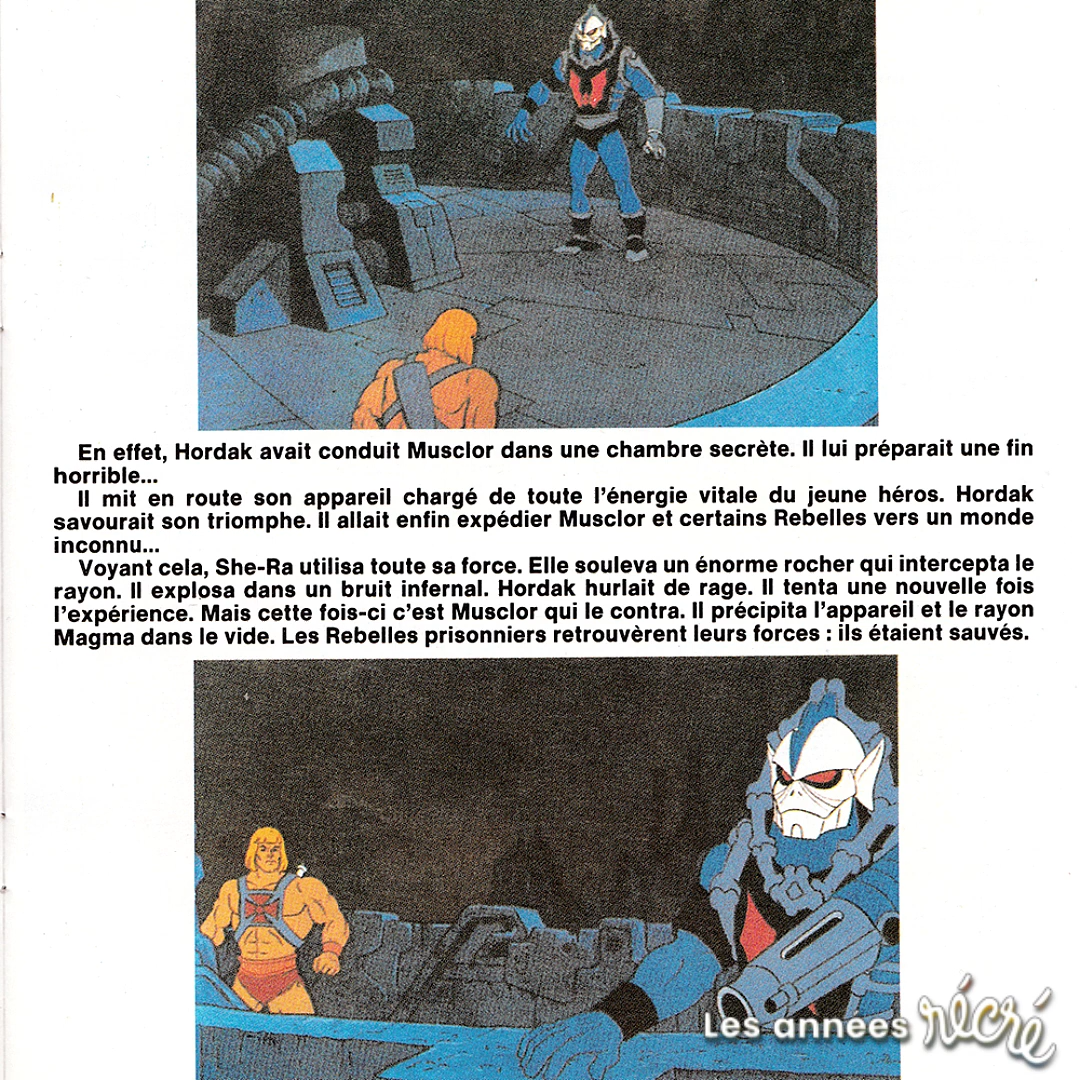 En effet, Hordak avait conduit Musclor dans une chambre secrète. Il lui préparait une fin
horrible...
Il mit en route son appareil chargé de toute l'énergie vitale du jeune héros. Hordak
savourait son triomphe. Il allait enfin expédier Musclor et certains Rebelles vers un monde
inconnu...
Voyant cela, She-Ra utilisa toute sa force. Elle souleva un énorme rocher qui intercepta le
rayon. Il explosa dans un bruit infernal. Hordak hurlait de rage. Il tenta une nouvelle fois
l'expérience. Mais cette fois-ci c'est Musclor qui le contra. Il précipita l'appareil et le rayon
Magma dans le vide. Les Rebelles prisonniers retrouvèrent leurs forces : ils étaient sauvés.
Les années récré